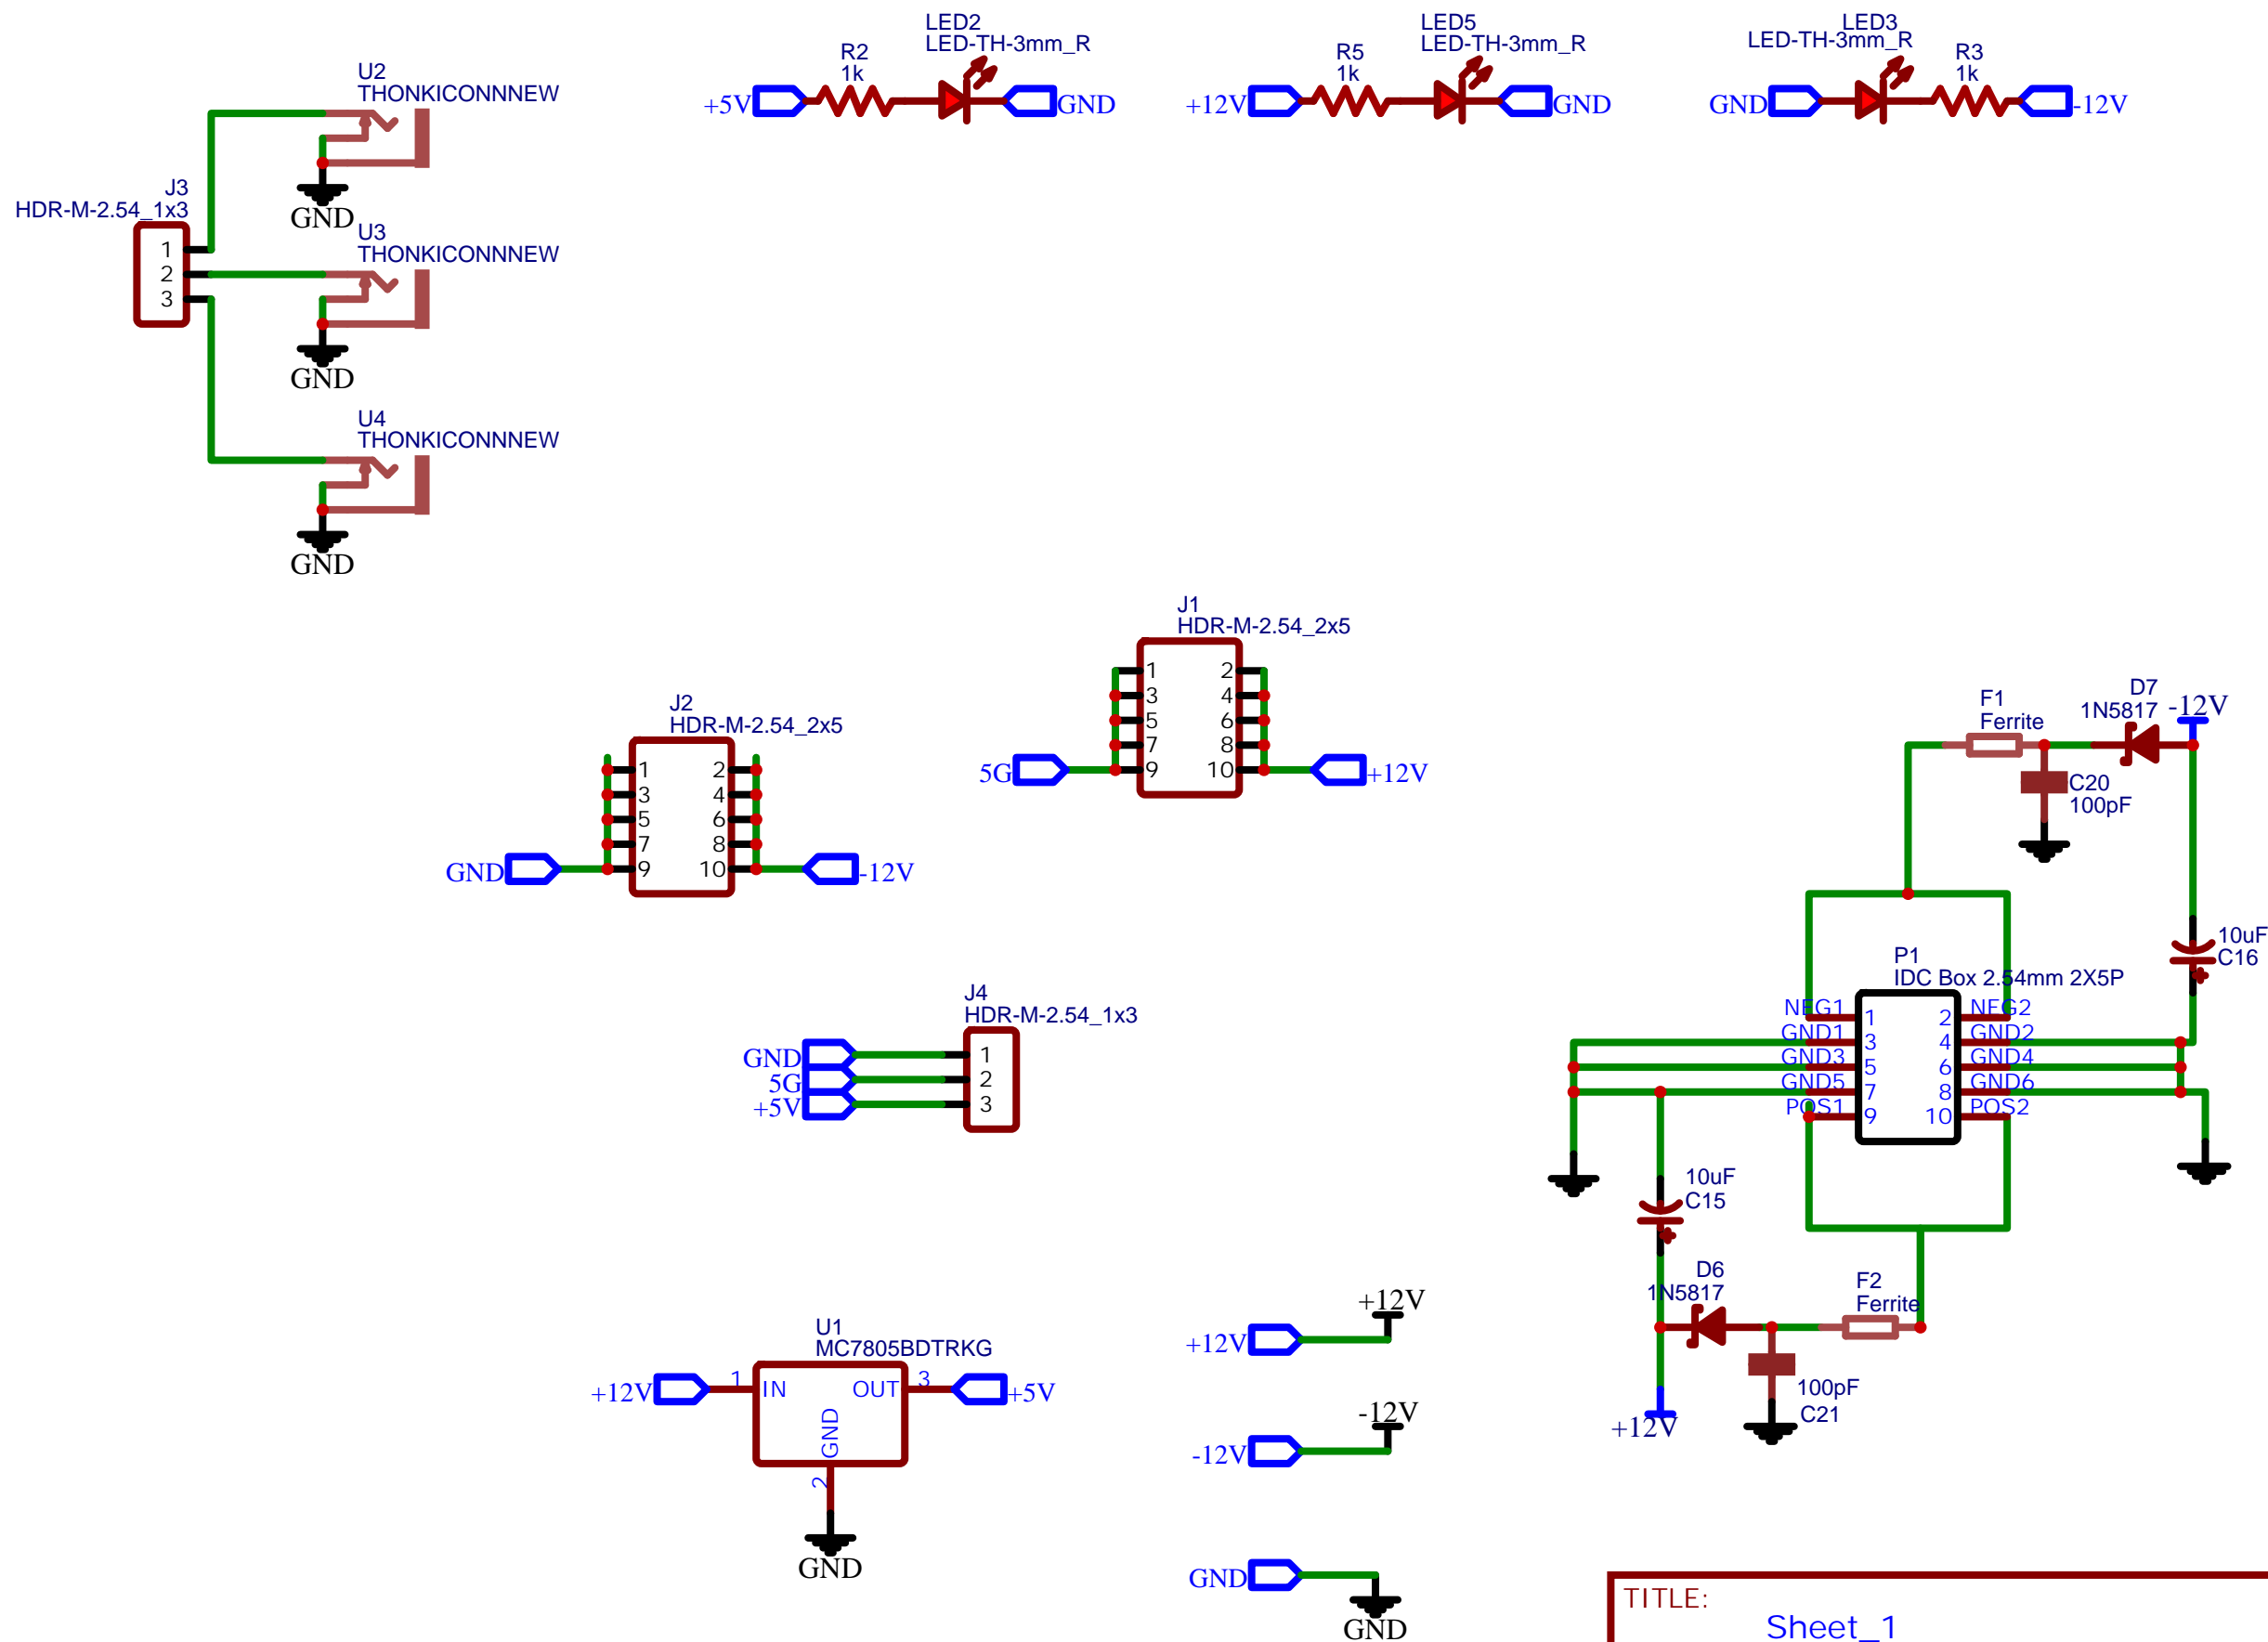 LED2
LED-TH-3mm_R
R2
1k
+5V
GND
LED5
LED-TH-3mm_R
R5
1k
+12V
GND
LED3
LED-TH-3mm_R
R3
1k
GND
-12V
U2
THONKICONNNEW
GND
J3
HDR-M-2.54_1x3
1
2
3
U3
THONKICONNNEW
GND
U4
THONKICONNNEW
GND
J1
HDR-M-2.54_2x5
1 2
3 4
5 6
7 8
9 10
5G
+12V
J2
HDR-M-2.54_2x5
1 2
3 4
5 6
7 8
9 10
GND
-12V
D7
1N5817
-12V
F1
Ferrite
C20
100pF
10uF
C16
P1
IDC Box 2.54mm 2X5P
NEG1 1 2 NEG2
GND1 3 4 GND2
GND3 5 6 GND4
GND5 7 8 GND6
POS1 9 10 POS2
J4
HDR-M-2.54_1x3
GND 1
5G 2
+5V 3
10uF
C15
D6
1N5817
F2
Ferrite
100pF
C21
+12V
U1
MC7805BDTRKG
+12V 1 IN OUT 3 +5V
GND
2
GND
+12V
+12V
-12V
-12V
GND
GND
TITLE:
Sheet_1